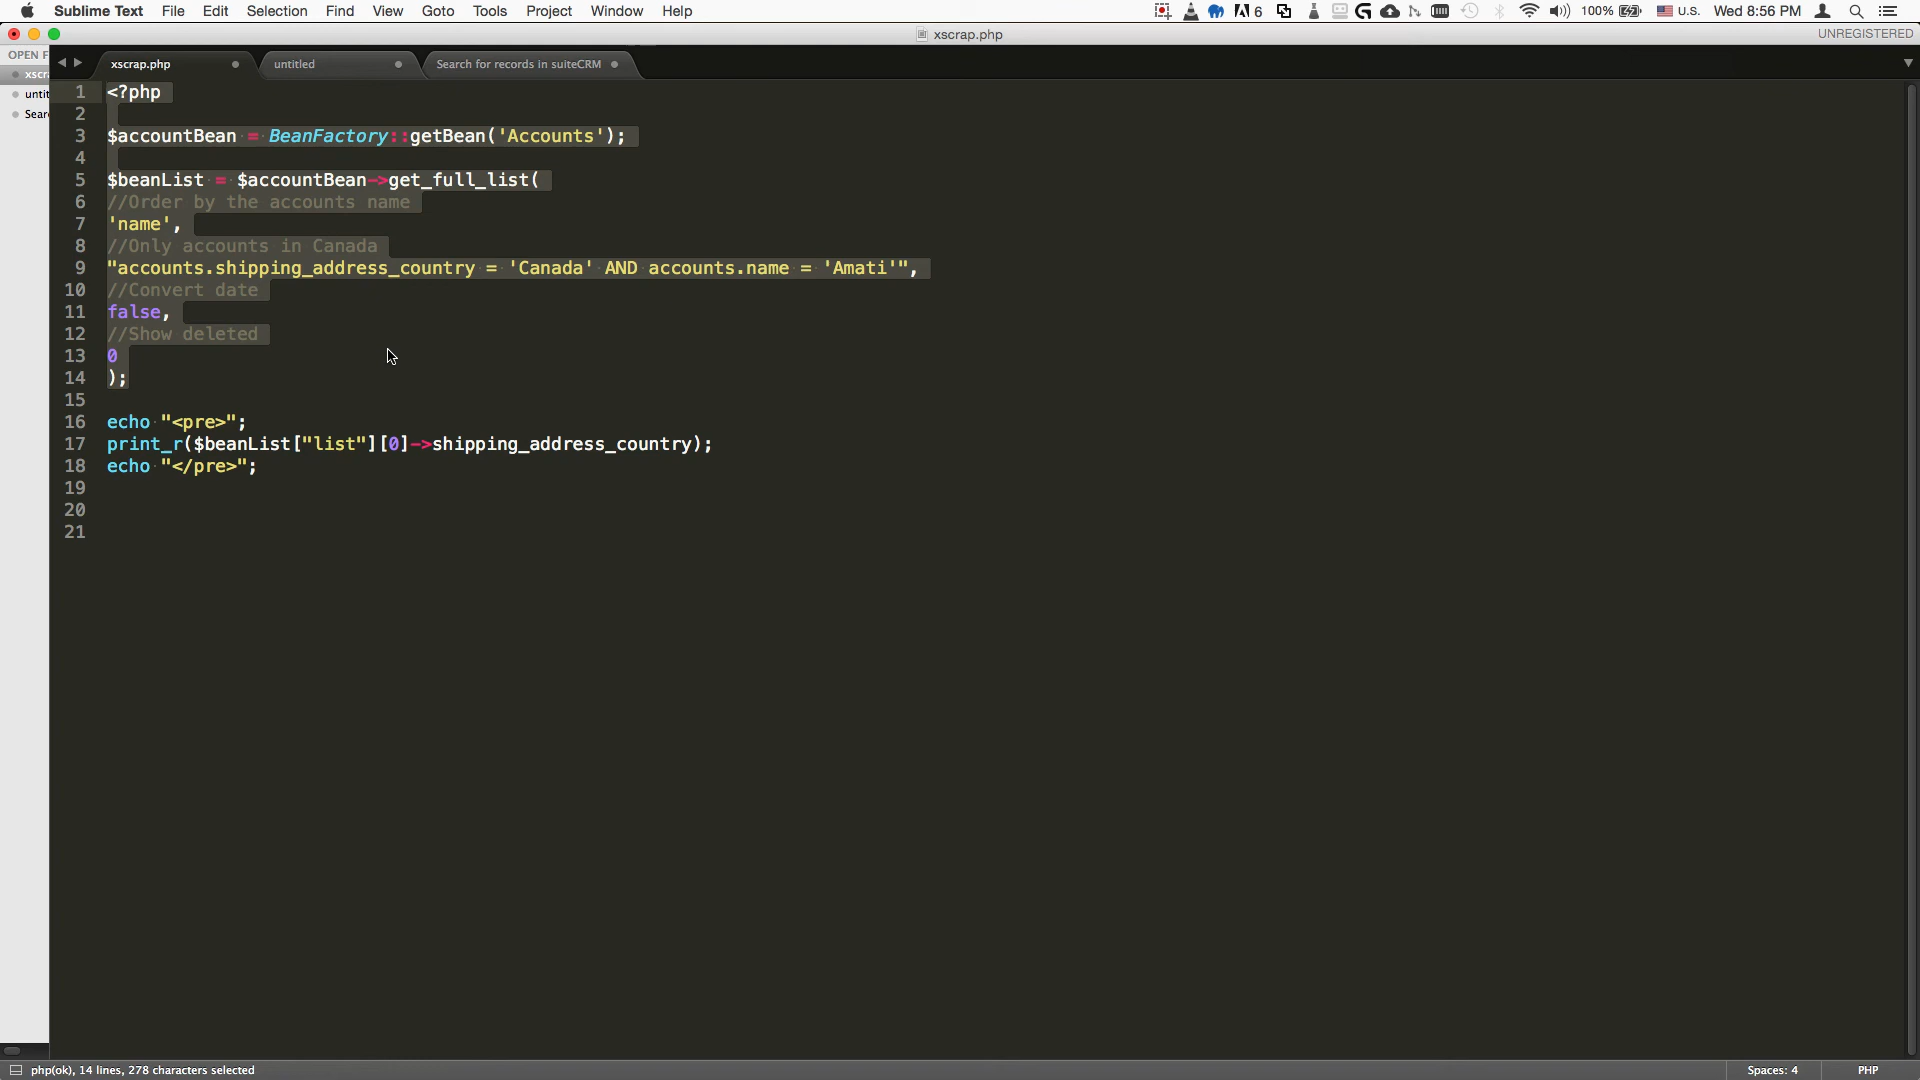 Sublime Text File Edit Selection Find View Goto Tools Project Window Help 6 100% U.S. Wed 8:56 PM
xscrap.php UNREGISTERED
OPEN F
xscrap.php untitled Search for records in suiteCRM
xscra
untit
Sear
1 <?php
2
3 $accountBean = BeanFactory::getBean('Accounts');
4
5 $beanList = $accountBean->get_full_list(
6 //Order by the accounts name
7 'name',
8 //Only accounts in Canada
9 "accounts.shipping_address_country = 'Canada' AND accounts.name = 'Amati'",
10 //Convert date
11 false,
12 //Show deleted
13 0
14 );
15
16 echo "<pre>";
17 print_r($beanList["list"][0]->shipping_address_country);
18 echo "</pre>";
19
20
21
php(ok), 14 lines, 278 characters selected Spaces: 4 PHP